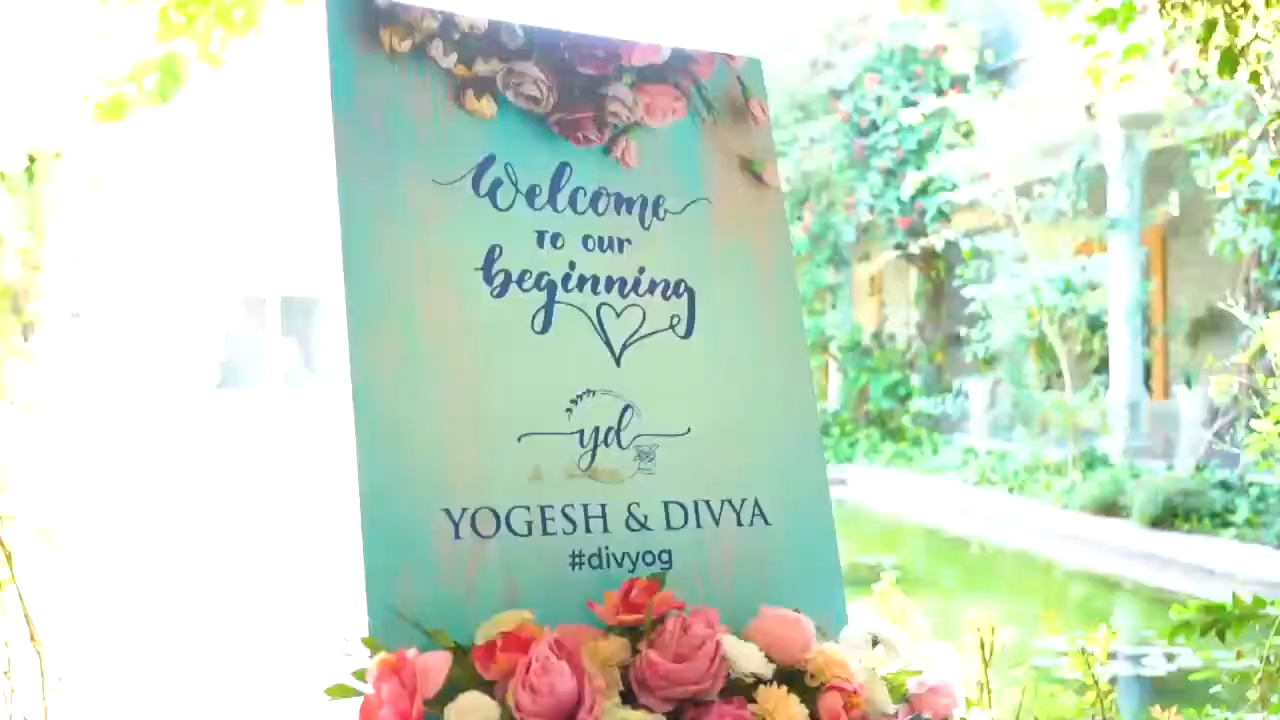 Welcome
To our
beginning
yd
YOGESH & DIVYA
#divyog